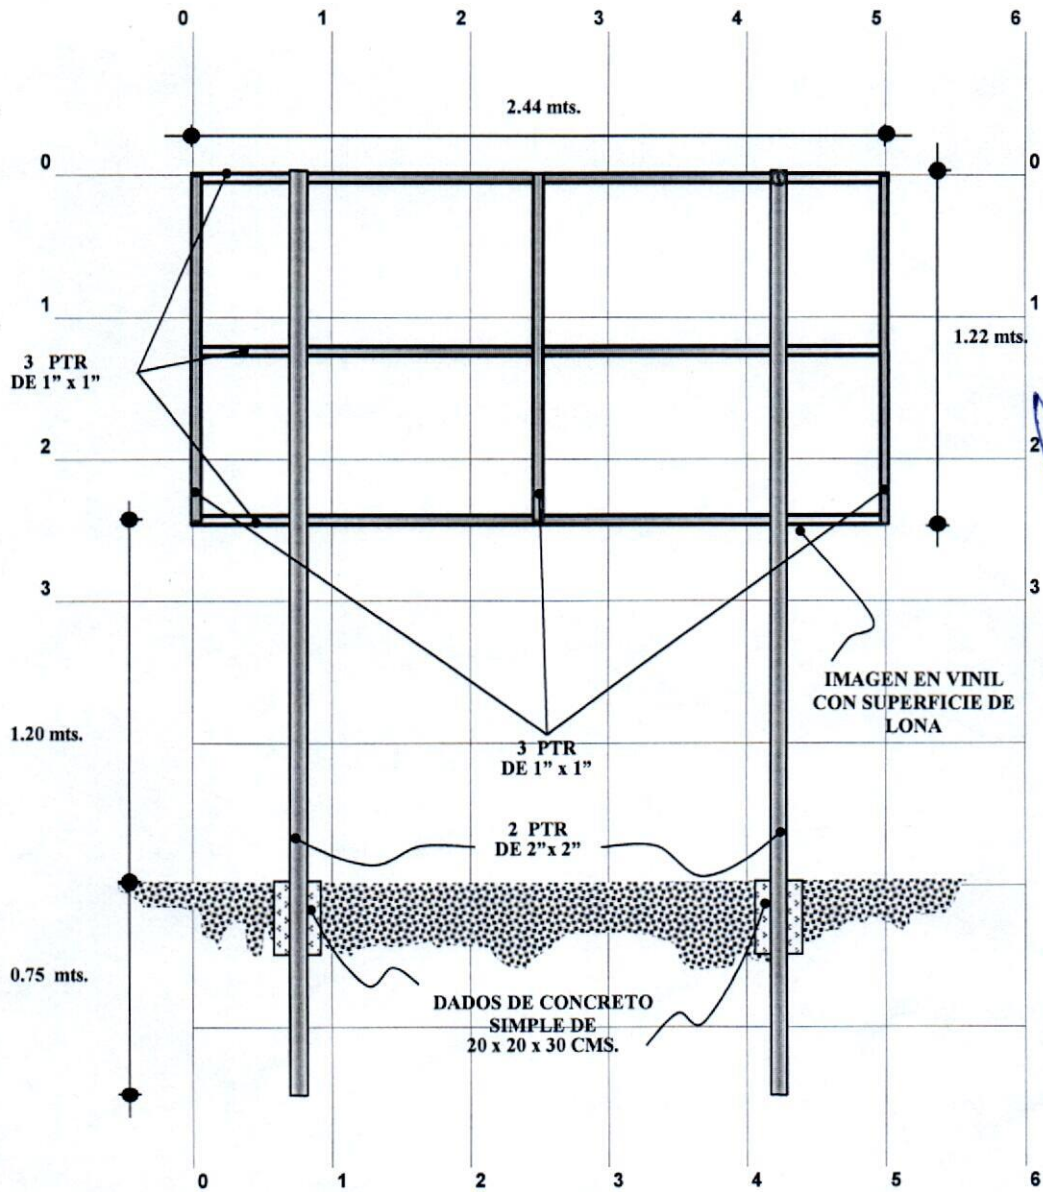 0 1 2 3 4 5 6
2.44 mts.
0 0
1 1
1.22 mts.
3 PTR
DE 1” x 1”
2 2
3 3
IMAGEN EN VINIL
CON SUPERFICIE DE
LONA
1.20 mts.
3 PTR
DE 1” x 1”
2 PTR
DE 2”x 2”
0.75 mts.
DADOS DE CONCRETO
SIMPLE DE
20 x 20 x 30 CMS.
0 1 2 3 4 5 6